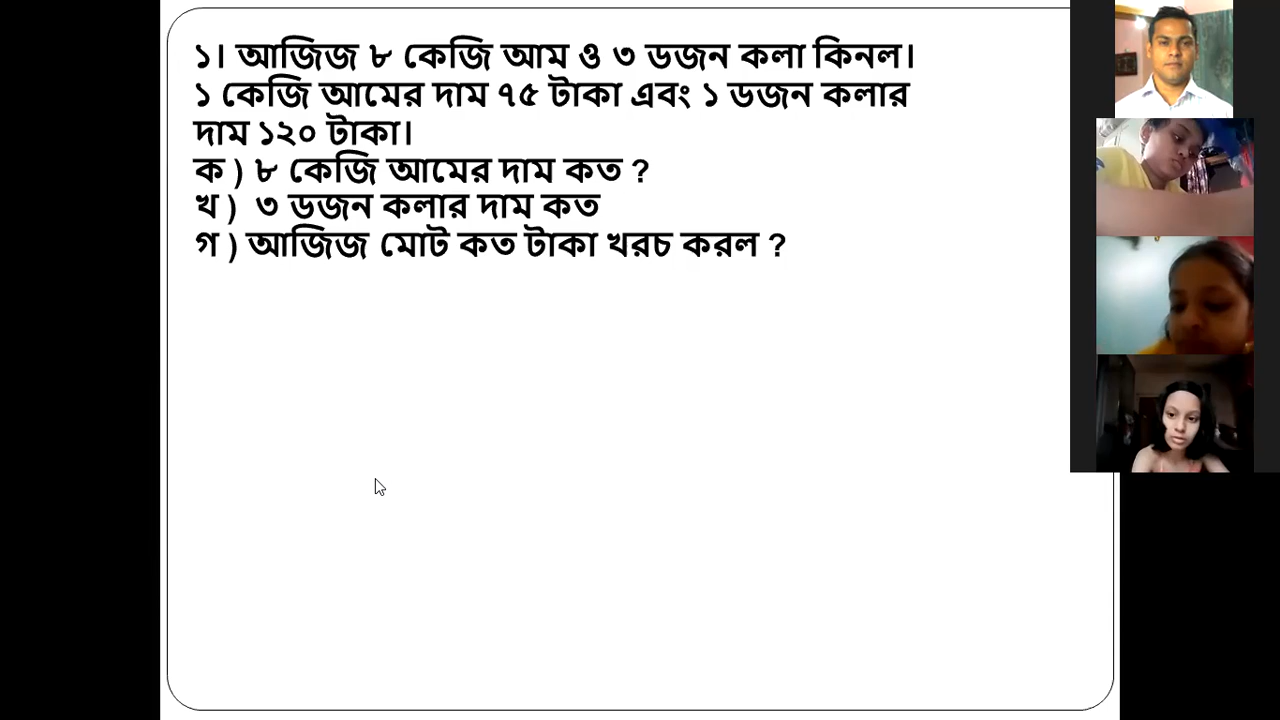 ১। আজিজ ৮ কেজি আম ও ৩ ডজন কলা কিনল।
১ কেজি আমের দাম ৭৫ টাকা এবং ১ ডজন কলার
দাম ১২০ টাকা।
ক ) ৮ কেজি আমের দাম কত ?
খ ) ৩ ডজন কলার দাম কত
গ ) আজিজ মোট কত টাকা খরচ করল ?